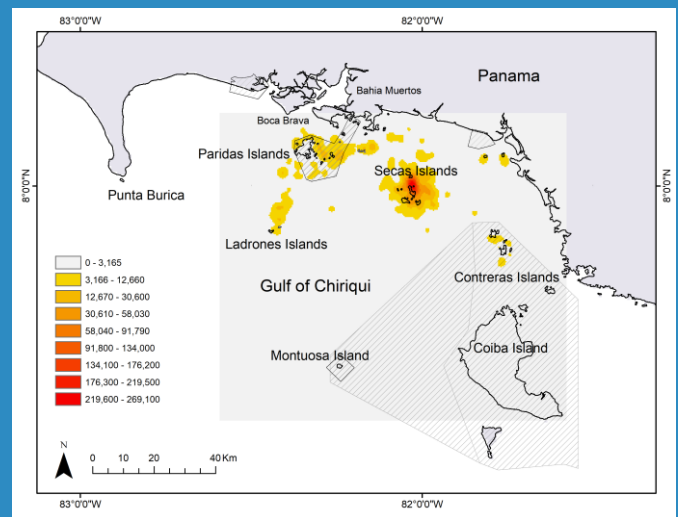 83°0'0"W
82°0'0"W
Panama
Bahia Muertos
Boca Brava
Paridas Islands
Secas Islands
8°0'0"N
8°0'0"N
Punta Burica
Ladrones Islands
Contreras Islands
Gulf of Chiriqui
0 - 3,165
3,166 - 12,660
12,670 - 30,600
30,610 - 58,030
58,040 - 91,790
91,800 - 134,000
134,100 - 176,200
176,300 - 219,500
219,600 - 269,100
Montuosa Island
Coiba Island
N
0 10 20 40 Km
83°0'0"W
82°0'0"W